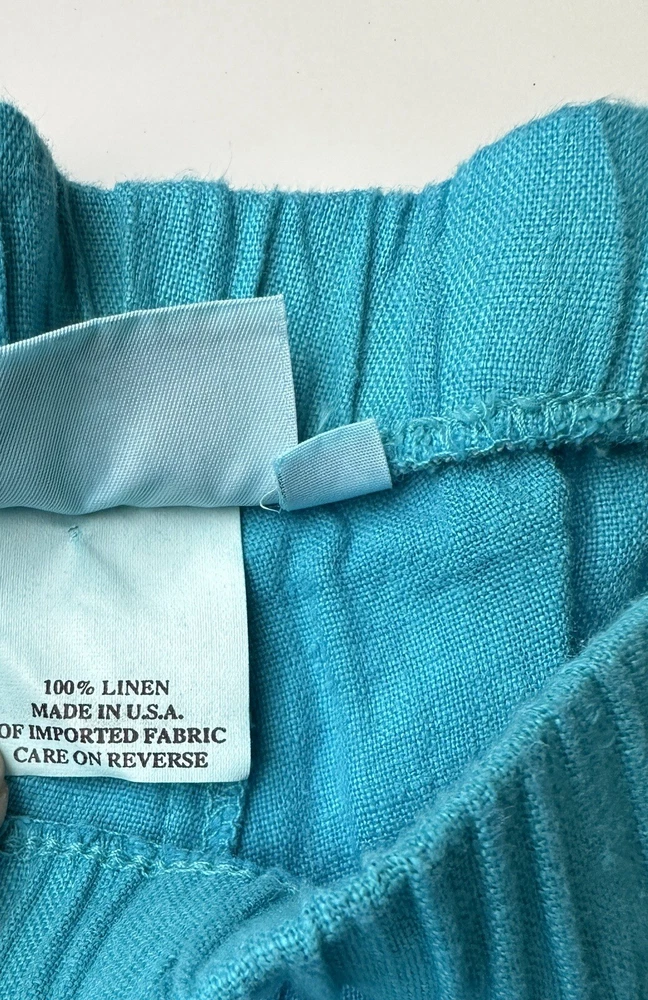 100% LINEN
MADE IN U.S.A.
OF IMPORTED FABRIC
CARE ON REVERSE